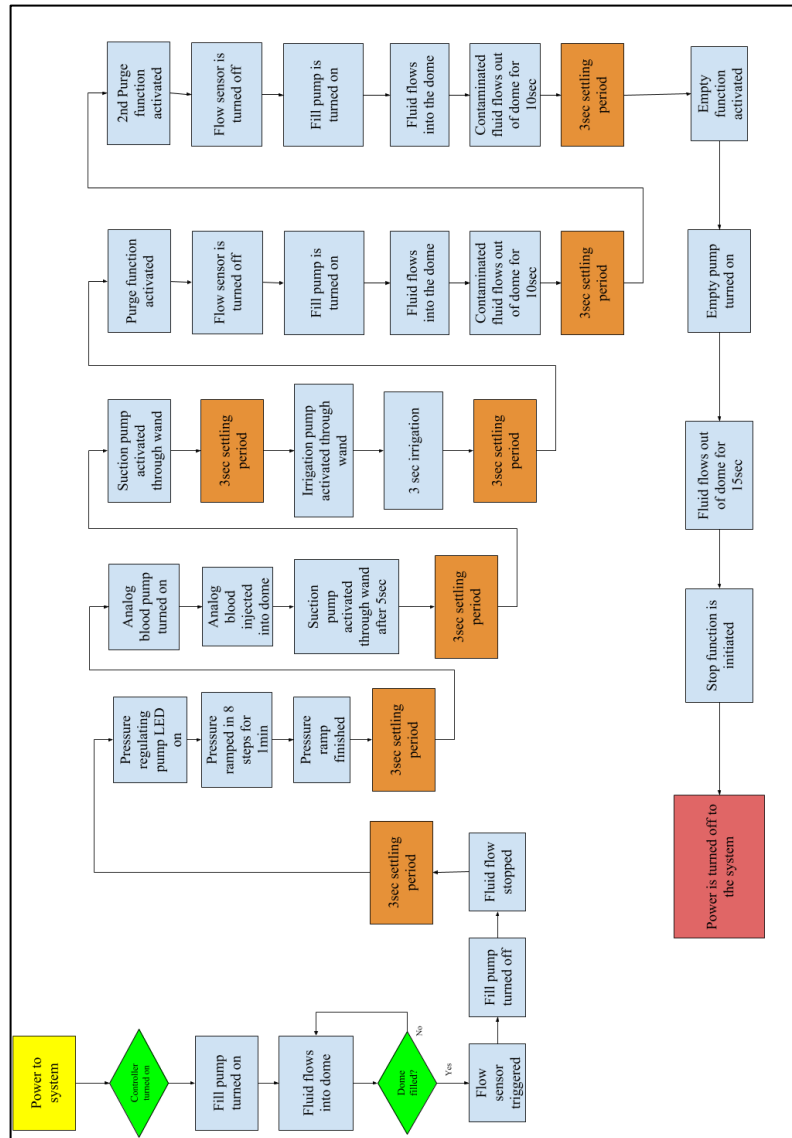 Power to
system
Controller
turned on
Fill pump
turned on
Fluid flows
into dome
Dome
filled?
No
Yes
Flow
sensor
triggered
Fill pump
turned off
Fluid flow
stopped
3sec settling
period
Pressure
regulating
pump LED
on
Pressure
ramped in 8
steps for
1min
Pressure
ramp
finished
3sec settling
period
Analog
blood pump
turned on
Analog
blood
injected
into dome
Suction
pump
activated
through wand
after 5sec
3sec settling
period
Suction pump
activated
through wand
3sec settling
period
Irrigation pump
activated through
wand
3 sec irrigation
3sec settling
period
Purge function
activated
Flow sensor is
turned off
Fill pump is
turned on
Fluid flows
into the dome
Contaminated
fluid flows out
of dome for
10sec
3sec settling
period
2nd Purge
function
activated
Flow sensor is
turned off
Fill pump is
turned on
Fluid flows
into the dome
Contaminated
fluid flows out
of dome for
10sec
3sec settling
period
Empty
function
activated
Empty pump
turned on
Fluid flows out
of dome for
15sec
Stop function is
initiated
Power is turned off to
the system